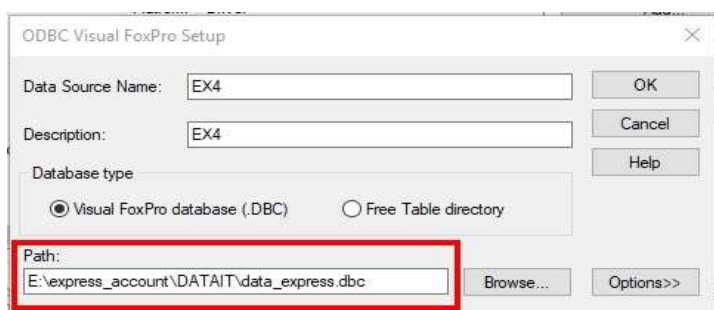 ODBC Visual FoxPro Setup
Data Source Name: EX4 OK
Description: EX4 Cancel
Help
Database type
Visual FoxPro database (.DBC) Free Table directory
Path:
E:\express_account\DATAIT\data_express.dbc Browse... Options>>